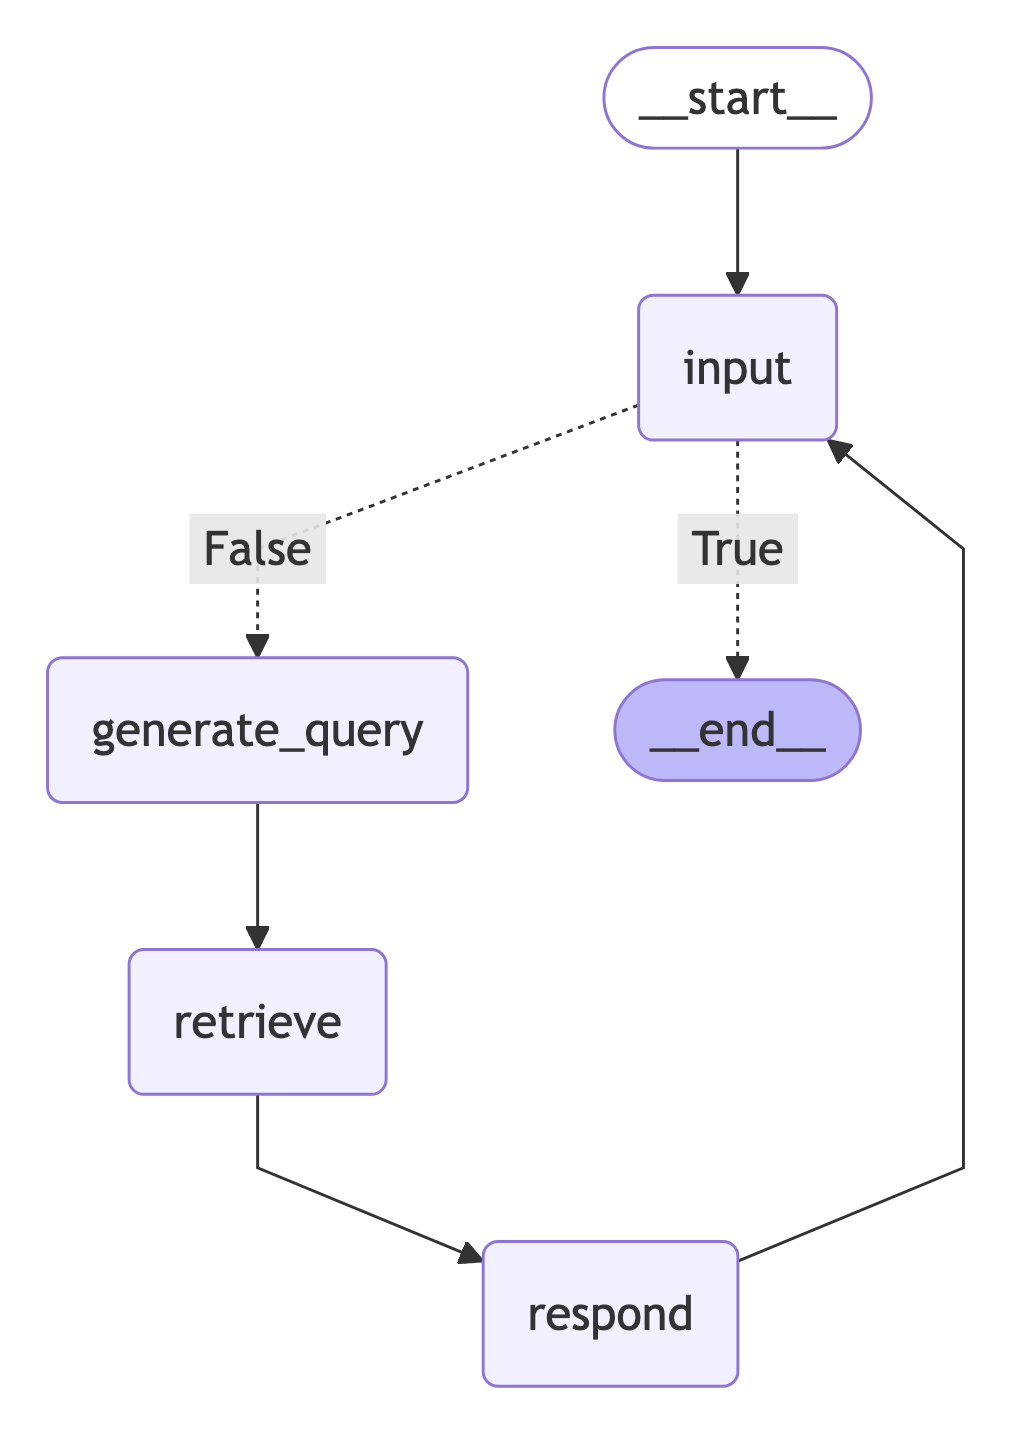 __start__
input
False
True
generate_query
__end__
retrieve
respond